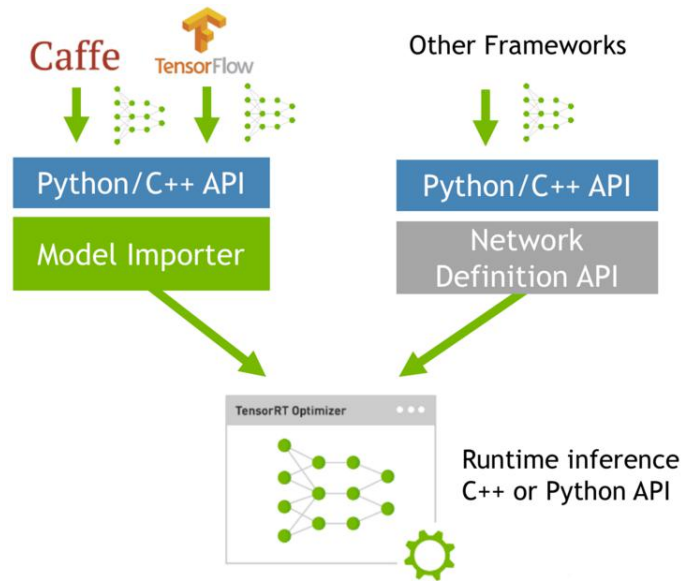 Caffe
TensorFlow
Other Frameworks
Python/C++ API
Python/C++ API
Model Importer
Network
Definition API
TensorRT Optimizer
Runtime inference
C++ or Python API